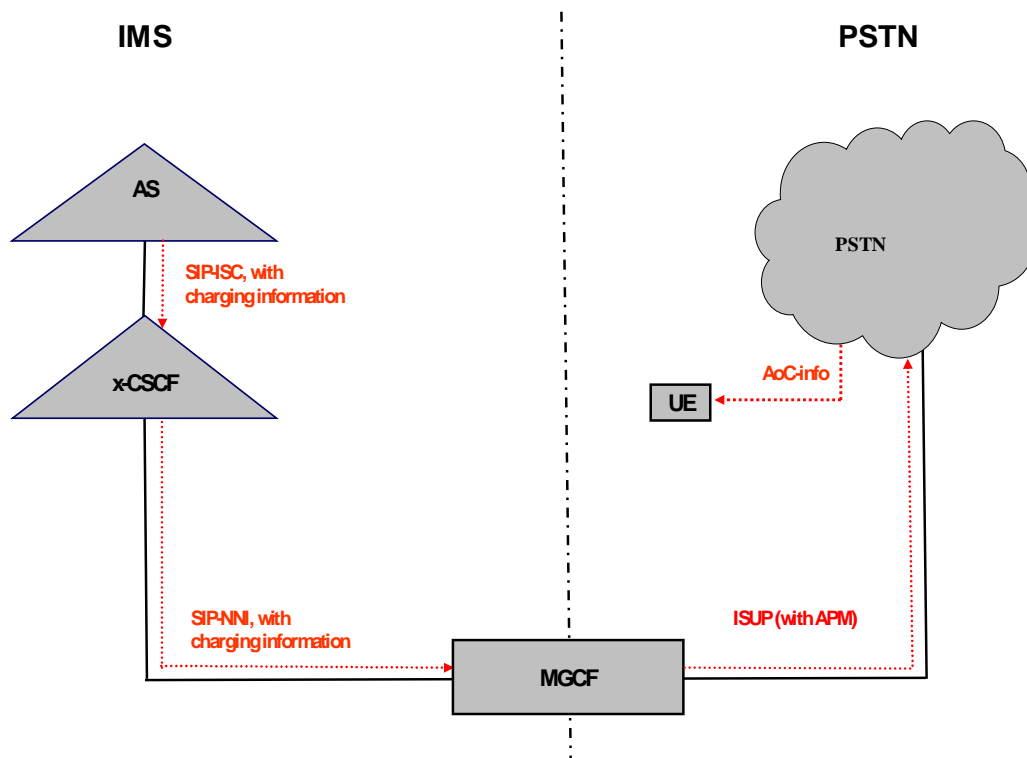 IMS
PSTN
AS
PSTN
SIP-ISC, with
charging information
x-CSCF
AoC-info
UE
SIP-NNI, with
charging information
ISUP (with APM)
MGCF